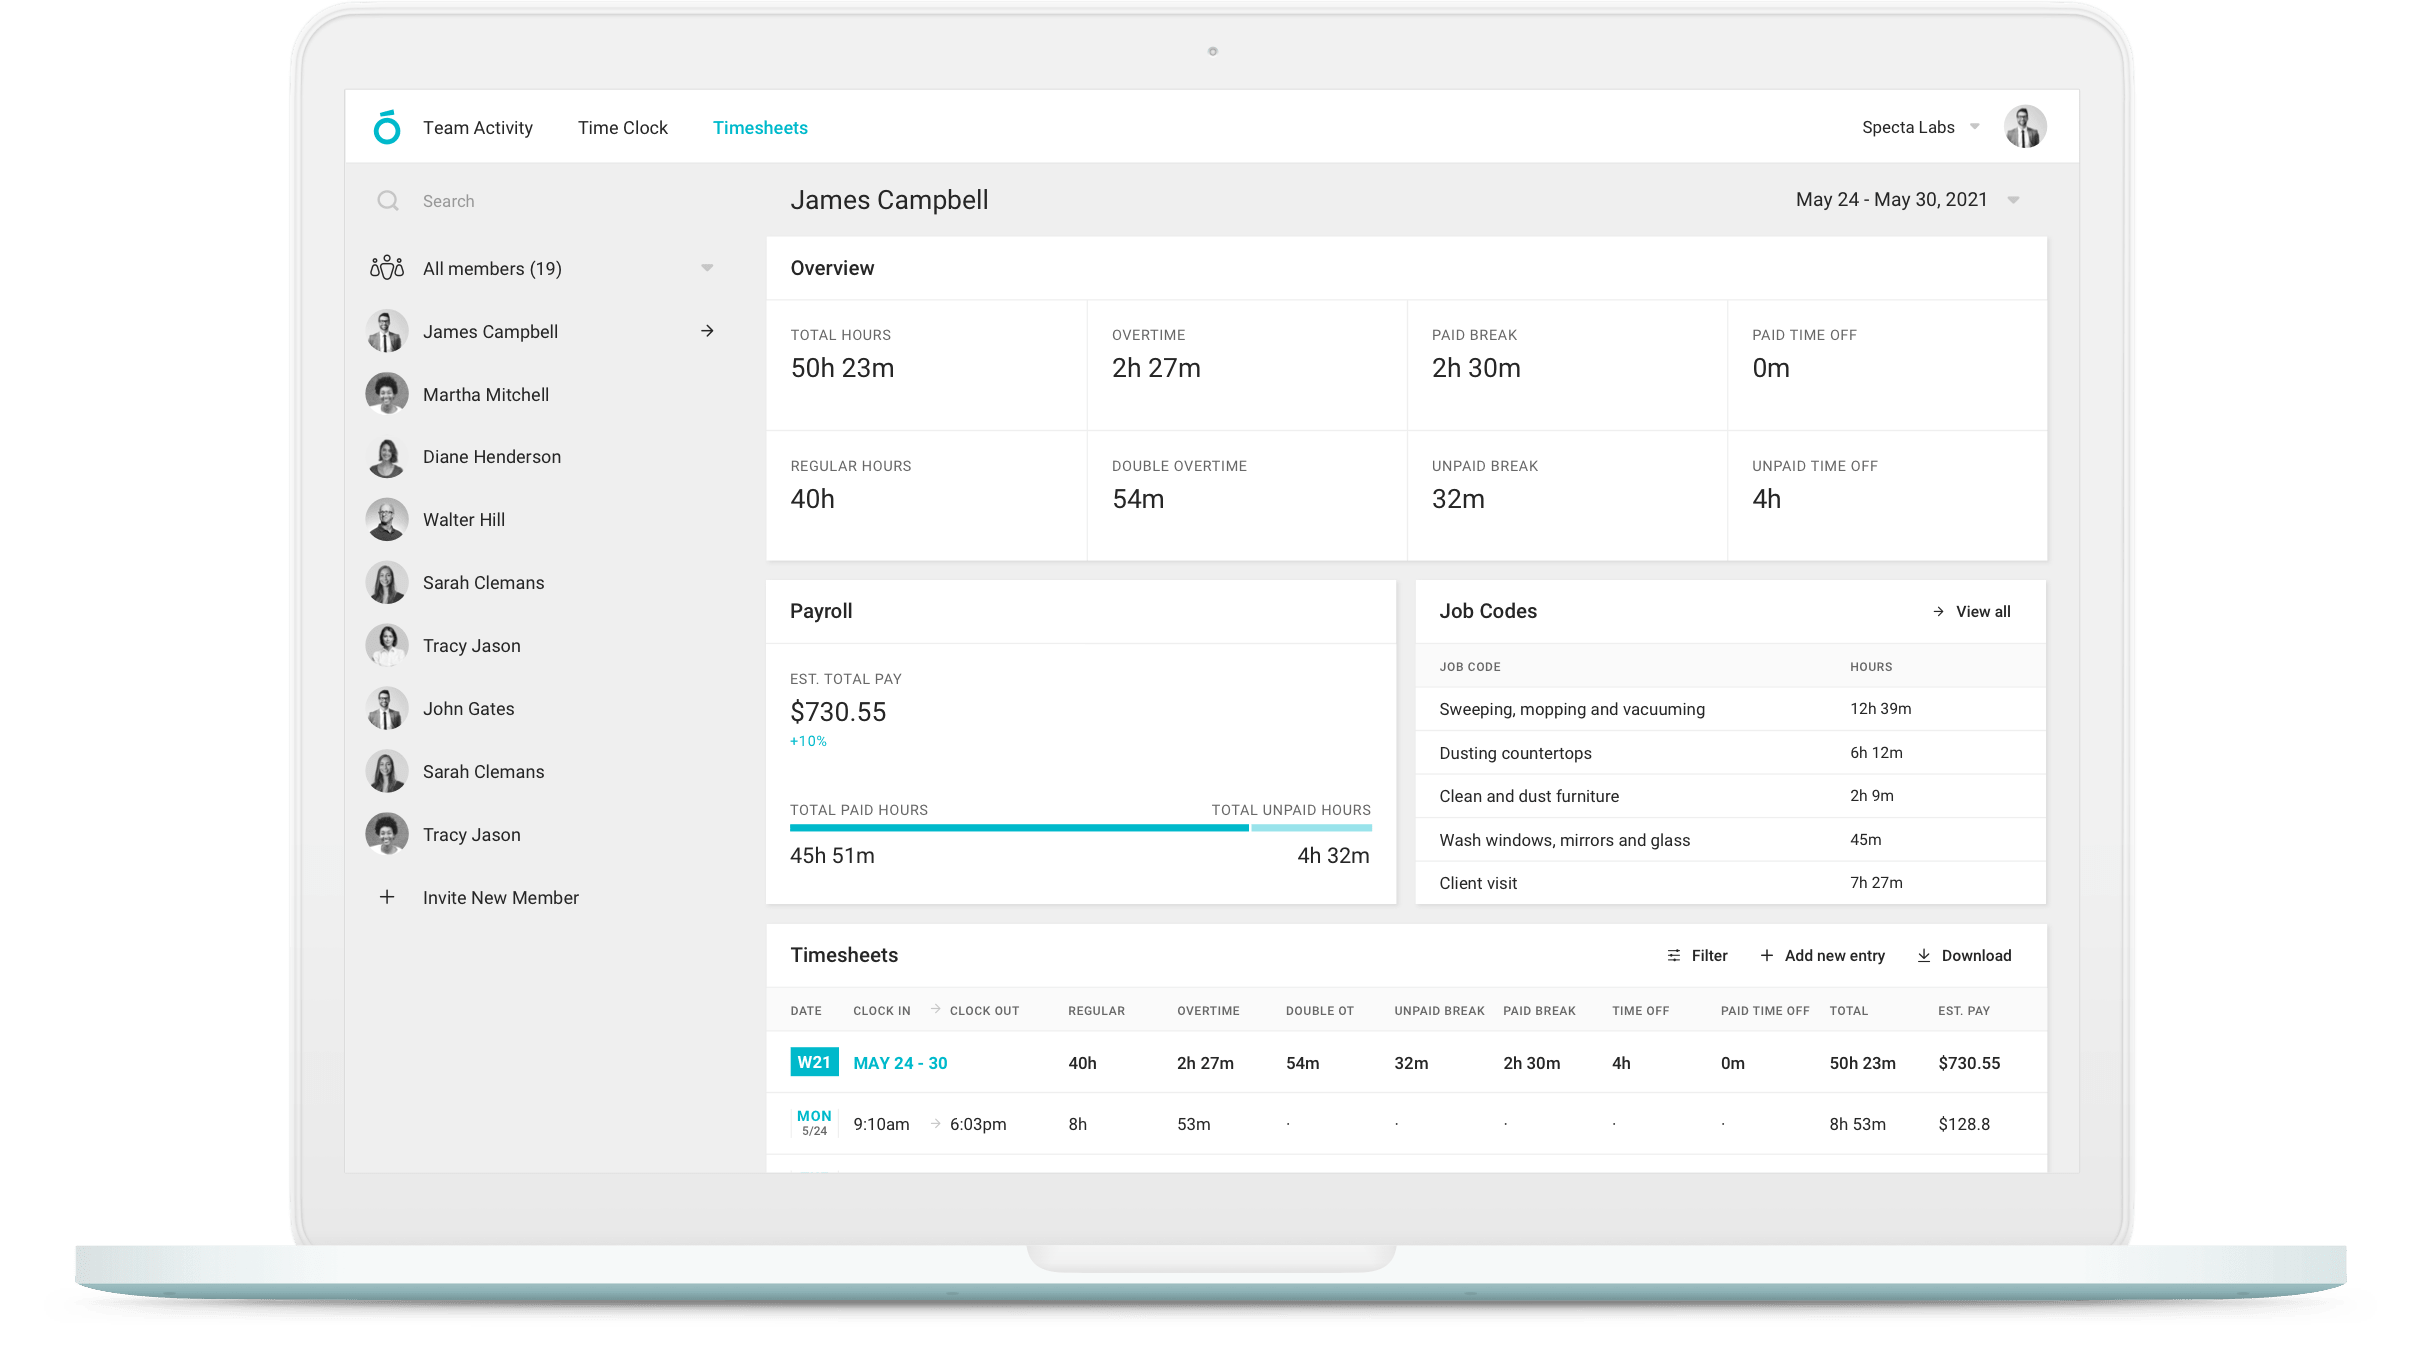 Team Activity Time Clock Timesheets Specta Labs
Search
All members (19)
James Campbell
Martha Mitchell
Diane Henderson
Walter Hill
Sarah Clemans
Tracy Jason
John Gates
Sarah Clemans
Tracy Jason
Invite New Member
James Campbell May 24 - May 30, 2021
Overview
TOTAL HOURS OVERTIME PAID BREAK PAID TIME OFF
50h 23m 2h 27m 2h 30m 0m
REGULAR HOURS DOUBLE OVERTIME UNPAID BREAK UNPAID TIME OFF
40h 54m 32m 4h
Payroll
EST. TOTAL PAY
$730.55
+10%
TOTAL PAID HOURS TOTAL UNPAID HOURS
45h 51m 4h 32m
Job Codes View all
JOB CODE HOURS
Sweeping, mopping and vacuuming 12h 39m
Dusting countertops 6h 12m
Clean and dust furniture 2h 9m
Wash windows, mirrors and glass 45m
Client visit 7h 27m
Timesheets Filter Add new entry Download
DATE CLOCK IN → CLOCK OUT REGULAR OVERTIME DOUBLE OT UNPAID BREAK PAID BREAK TIME OFF PAID TIME OFF TOTAL EST. PAY
W21 MAY 24 - 30 40h 2h 27m 54m 32m 2h 30m 4h 0m 50h 23m $730.55
MON 5/24 9:10am → 6:03pm 8h 53m · · · · · 8h 53m $128.8